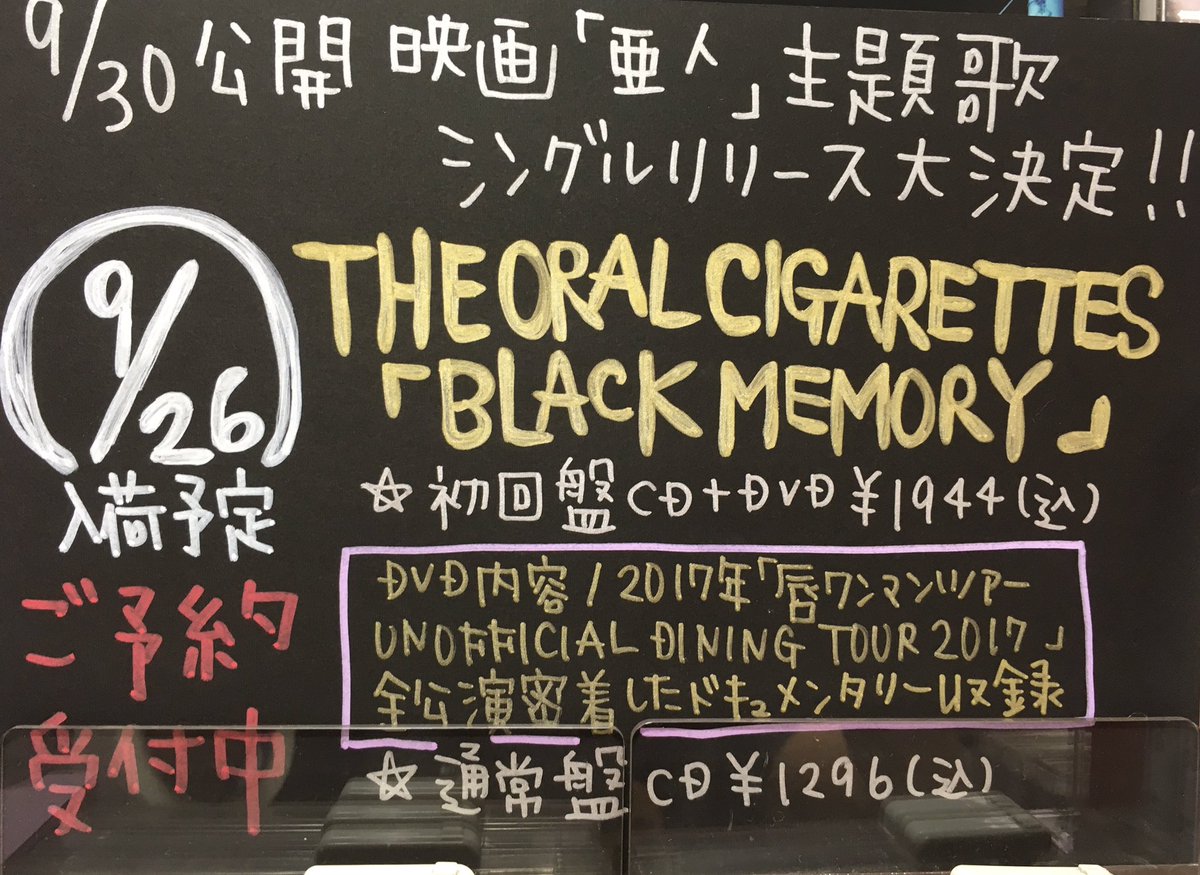 9/30公開 映画「亜人」主題歌
シングルリリース大決定!!
9/26
入荷予定
ご予約
受付中
THE ORAL CIGARETTES
「BLACK MEMORY」
☆初回盤 CD+DVD ¥1944(込)
DVD内容/2017年「唇ワンマンツアー
UNOFFICIAL DINING TOUR 2017」
全公演密着したドキュメンタリー収録
☆通常盤 CD ¥1296(込)